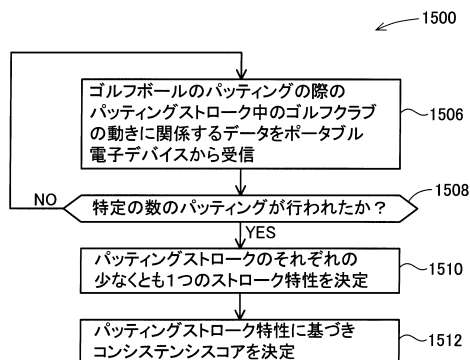 1500
ゴルフボールのパッティングの際の
パッティングストローク中のゴルフクラブ
の動きに関係するデータをポータブル
電子デバイスから受信
1506
NO
特定の数のパッティングが行われたか？
1508
YES
パッティングストロークのそれぞれの
少なくとも１つのストローク特性を決定
1510
パッティングストローク特性に基づき
コンシステンシスコアを決定
1512